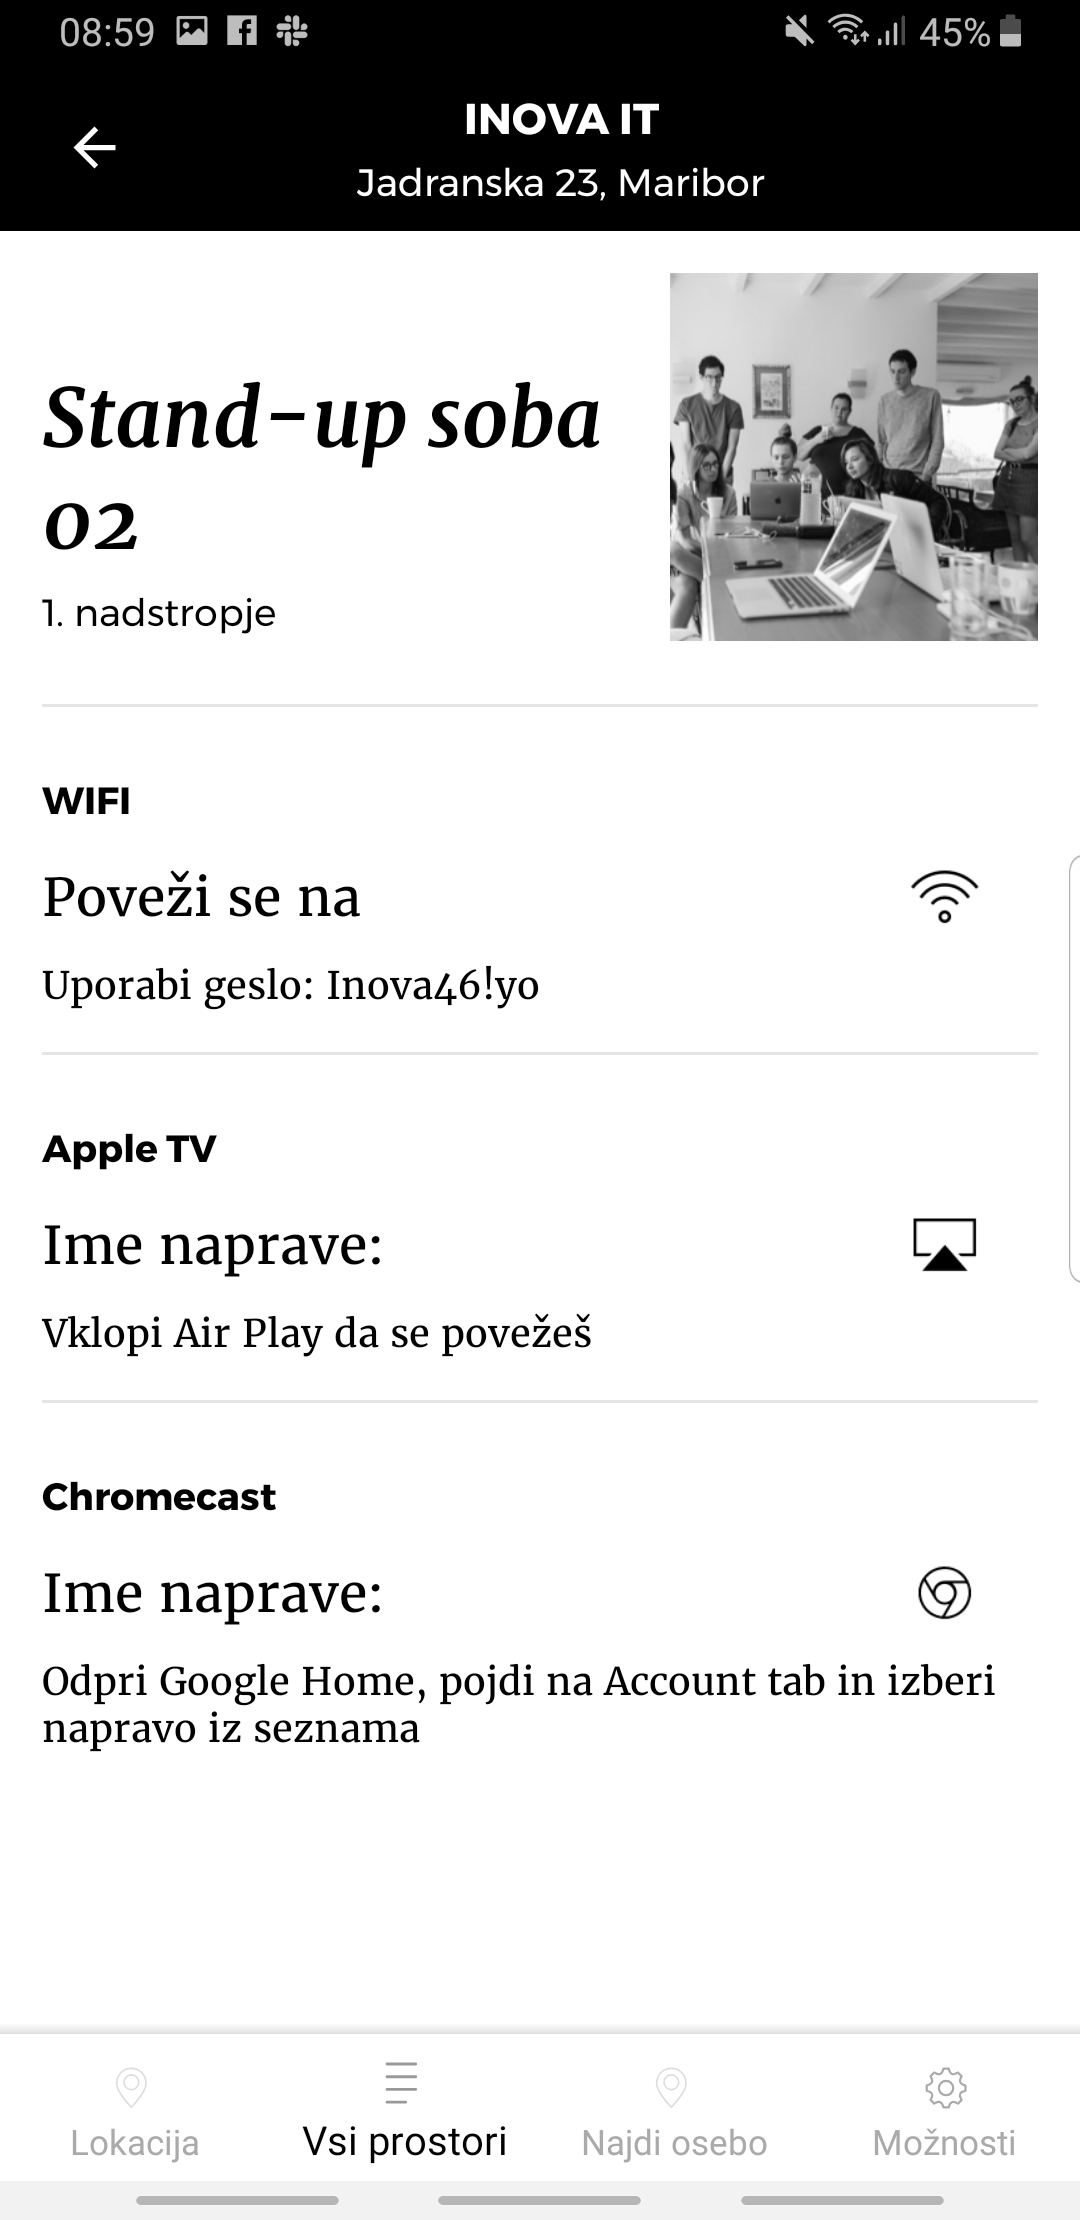 08:59
45%
INOVA IT
Jadranska 23, Maribor
Stand-up soba
02
1. nadstropje
WIFI
Poveži se na
Uporabi geslo: Inova46!yo
Apple TV
Ime naprave:
Vklopi Air Play da se povežeš
Chromecast
Ime naprave:
Odpri Google Home, pojdi na Account tab in izberi
napravo iz seznama
Lokacija
Vsi prostori
Najdi osebo
Možnosti